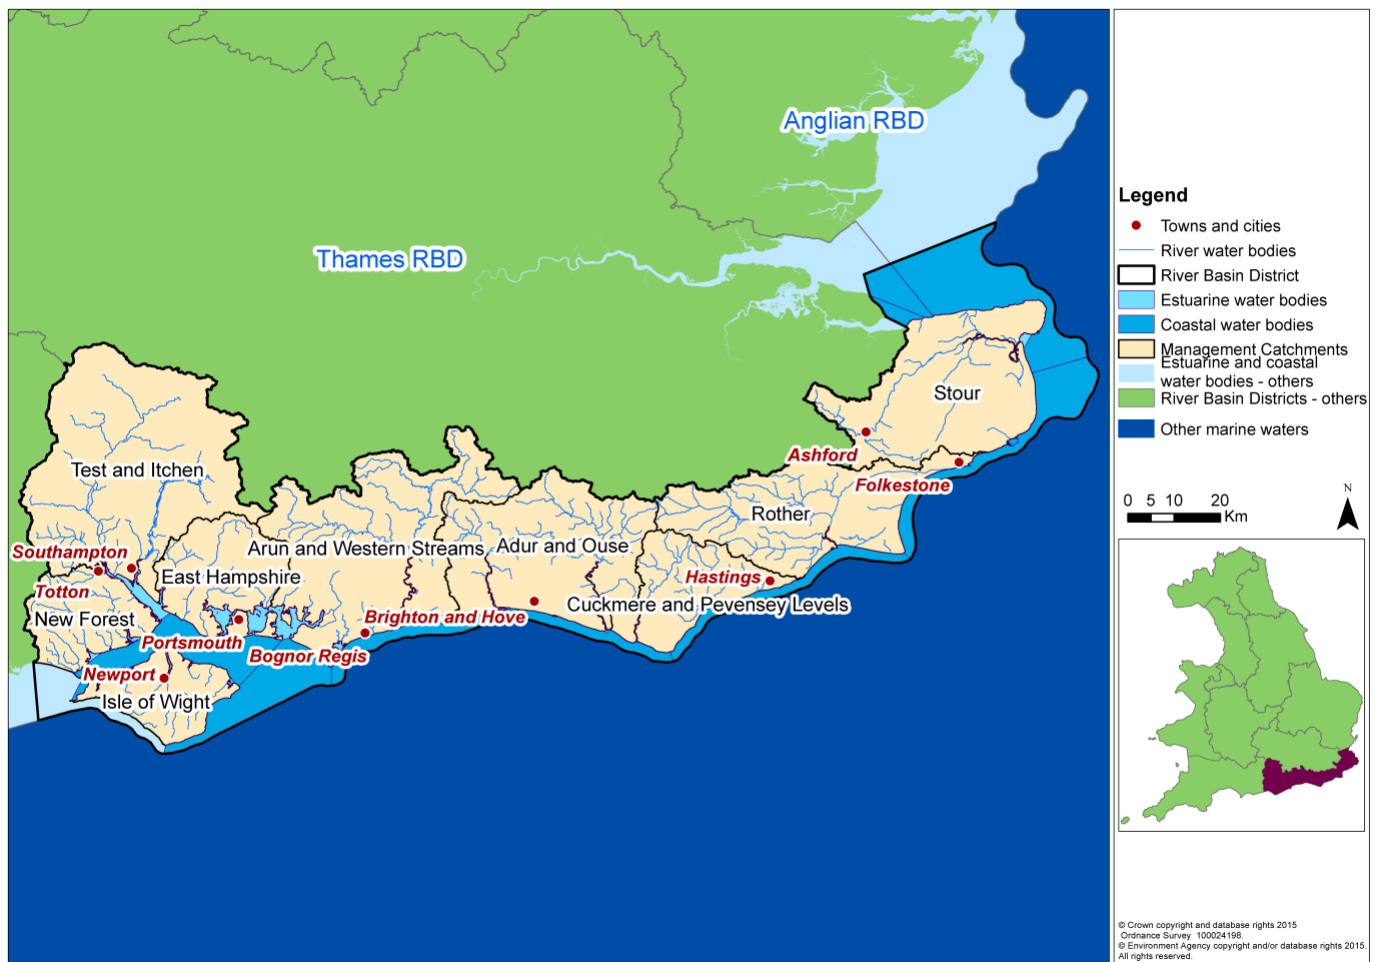 Anglian RBD
Thames RBD
Stour
Test and Itchen
Ashford
Folkestone
Rother
Southampton
Arun and Western Streams
Adur and Ouse
East Hampshire
Hastings
Totton
Cuckmere and Pevensey Levels
New Forest
Brighton and Hove
Portsmouth
Bognor Regis
Newport
Isle of Wight
Legend
Towns and cities
River water bodies
River Basin District
Estuarine water bodies
Coastal water bodies
Management Catchments
Estuarine and coastal
water bodies - others
River Basin Districts - others
Other marine waters
N
0 5 10 20
Km
© Crown copyright and database rights 2015
Ordnance Survey 100024198.
© Environment Agency copyright and/or database rights 2015.
All rights reserved.